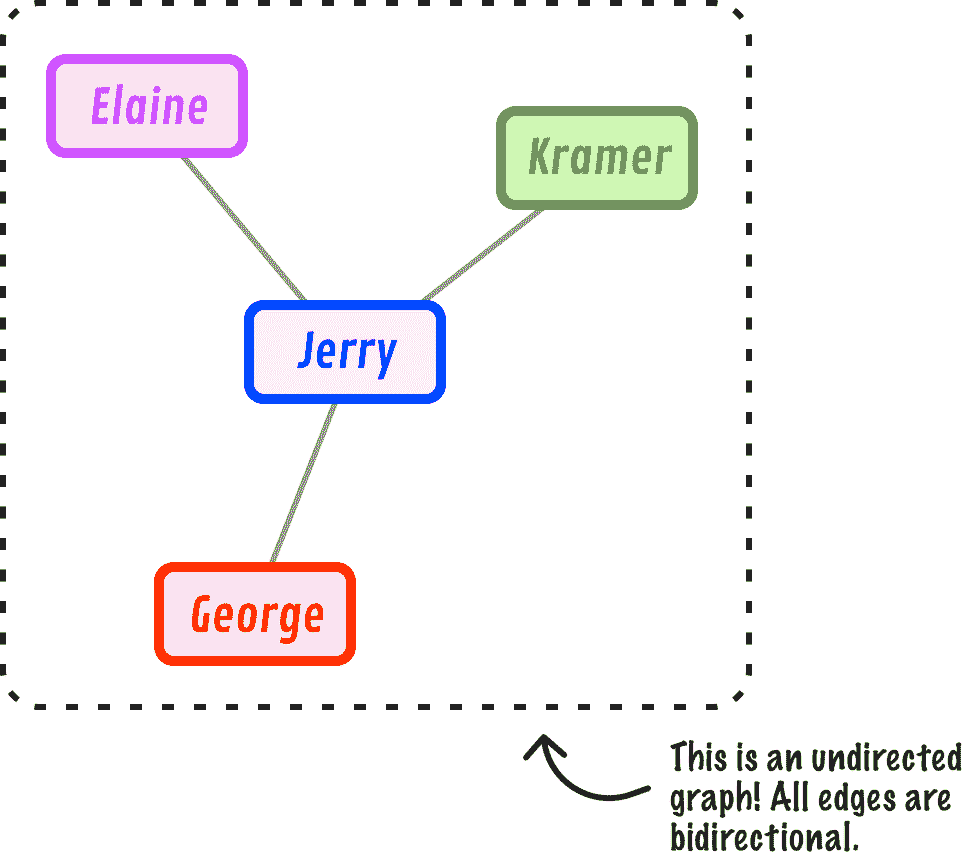 Elaine
Kramer
Jerry
George
This is an undirected
graph! All edges are
bidirectional.